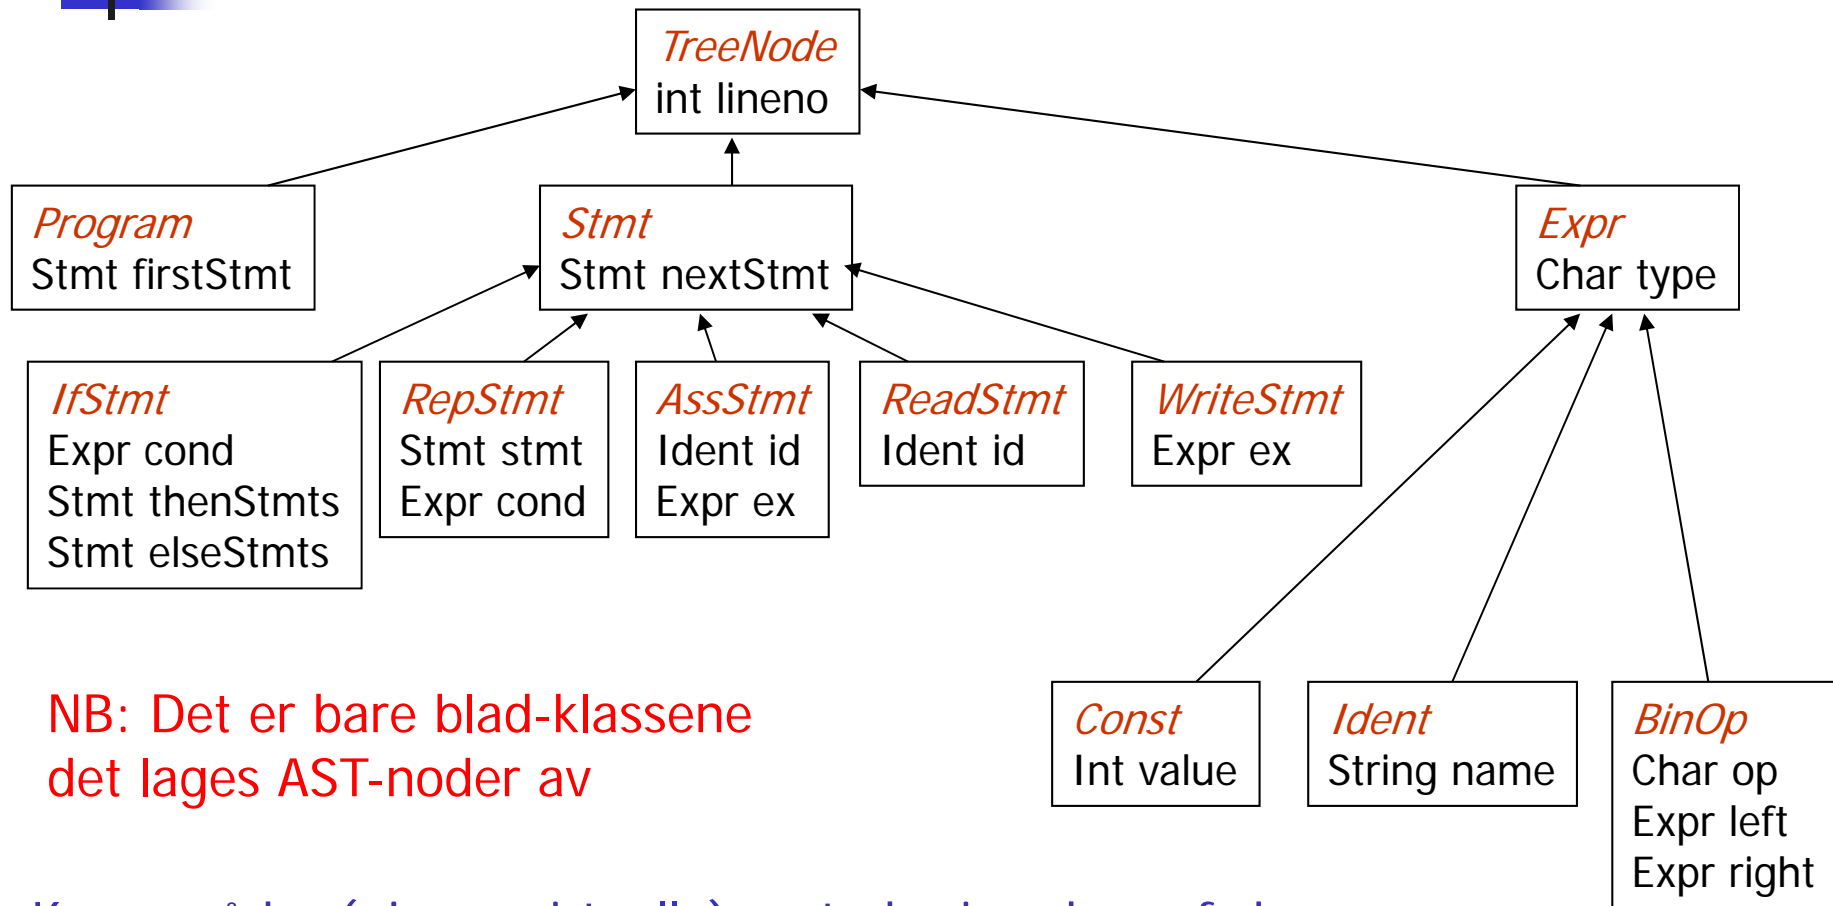 TreeNode
int lineno
Program
Stmt firstStmt
Stmt
Stmt nextStmt
Expr
Char type
IfStmt
Expr cond
Stmt thenStmts
Stmt elseStmts
RepStmt
Stmt stmt
Expr cond
AssStmt
Ident id
Expr ex
ReadStmt
Ident id
WriteStmt
Expr ex
NB: Det er bare blad-klassene
det lages AST-noder av
Const
Int value
Ident
String name
BinOp
Char op
Expr left
Expr right